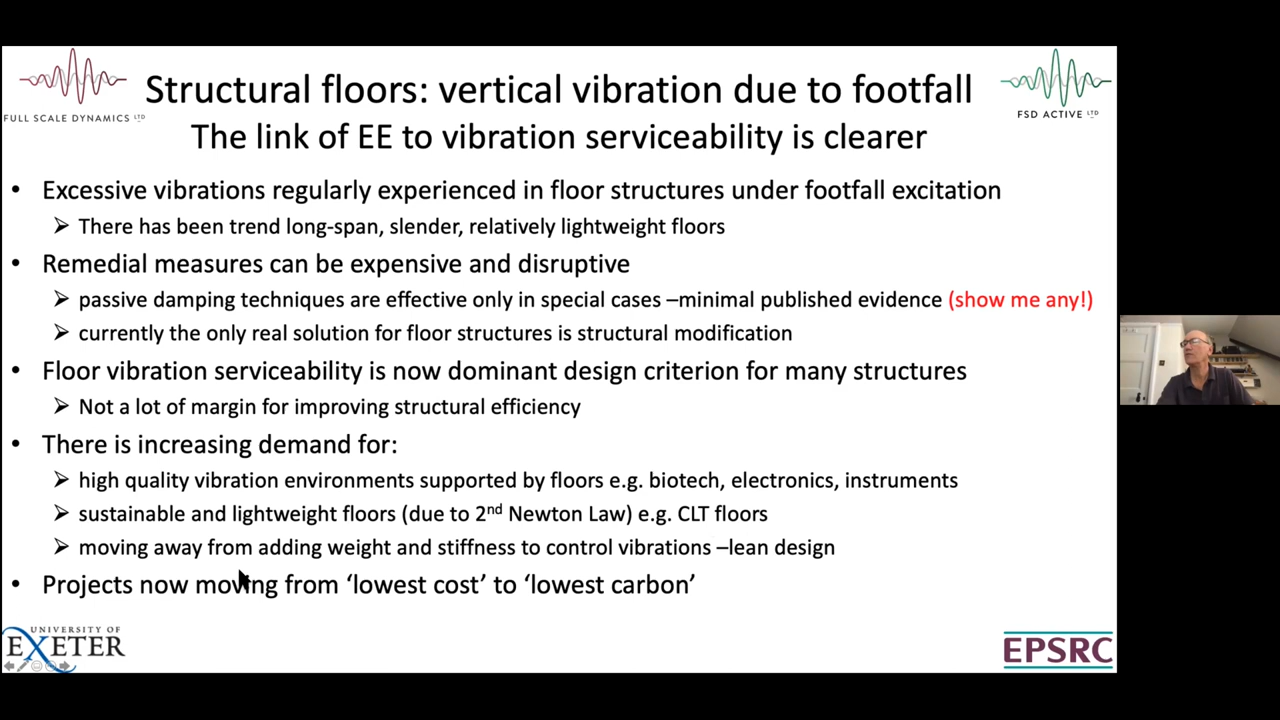 Structural floors: vertical vibration due to footfall
FULL SCALE DYNAMICS LTD
FSD ACTIVE LTD
The link of EE to vibration serviceability is clearer
• Excessive vibrations regularly experienced in floor structures under footfall excitation
➤ There has been trend long-span, slender, relatively lightweight floors
• Remedial measures can be expensive and disruptive
➤ passive damping techniques are effective only in special cases –minimal published evidence (show me any!)
➤ currently the only real solution for floor structures is structural modification
• Floor vibration serviceability is now dominant design criterion for many structures
➤ Not a lot of margin for improving structural efficiency
• There is increasing demand for:
➤ high quality vibration environments supported by floors e.g. biotech, electronics, instruments
➤ sustainable and lightweight floors (due to 2nd Newton Law) e.g. CLT floors
➤ moving away from adding weight and stiffness to control vibrations –lean design
• Projects now moving from ‘lowest cost’ to ‘lowest carbon’
UNIVERSITY OF
EXETER
EPSRC